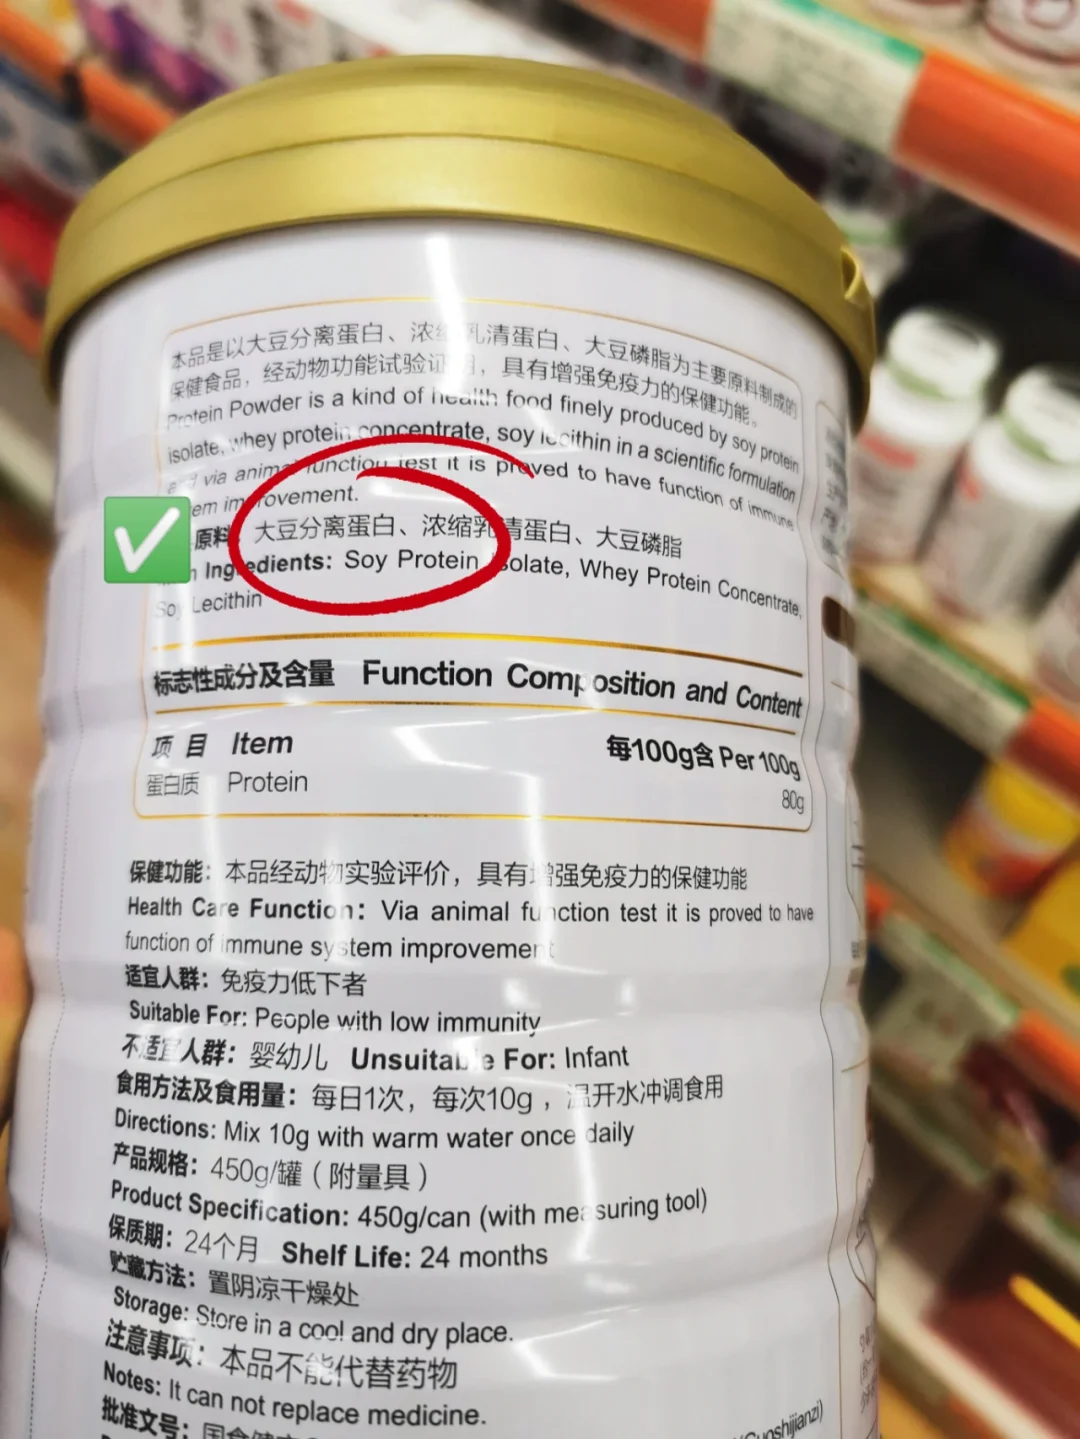 本品是以大豆分离蛋白、浓缩乳清蛋白、大豆磷脂为主要原料制成的
保健食品，经动物功能试验证明，具有增强免疫力的保健功能。
Protein Powder is a kind of health food finely produced by soy protein
isolate, whey protein concentrate, soy lecithin in a scientific formulation
and via animal function test it is proved to have function of immune
improvement.
原料 大豆分离蛋白、浓缩乳清蛋白、大豆磷脂
Ingredients: Soy Protein Isolate, Whey Protein Concentrate,
Soy Lecithin
标志性成分及含量 Function Composition and Content
项目 Item 每100g含 Per 100g
蛋白质 Protein 80g
保健功能：本品经动物实验评价，具有增强免疫力的保健功能
Health Care Function: Via animal function test it is proved to have
function of immune system improvement
适宜人群：免疫力低下者
Suitable For: People with low immunity
不适宜人群：婴幼儿 Unsuitable For: Infant
食用方法及食用量：每日1次，每次10g，温开水冲调食用
Directions: Mix 10g with warm water once daily
产品规格：450g/罐（附量具）
Product Specification: 450g/can (with measuring tool)
保质期：24个月 Shelf Life: 24 months
贮藏方法：置阴凉干燥处
Storage: Store in a cool and dry place.
注意事项：本品不能代替药物
Notes: It can not replace medicine.
批准文号：国食健字
(Guoshijianzi)